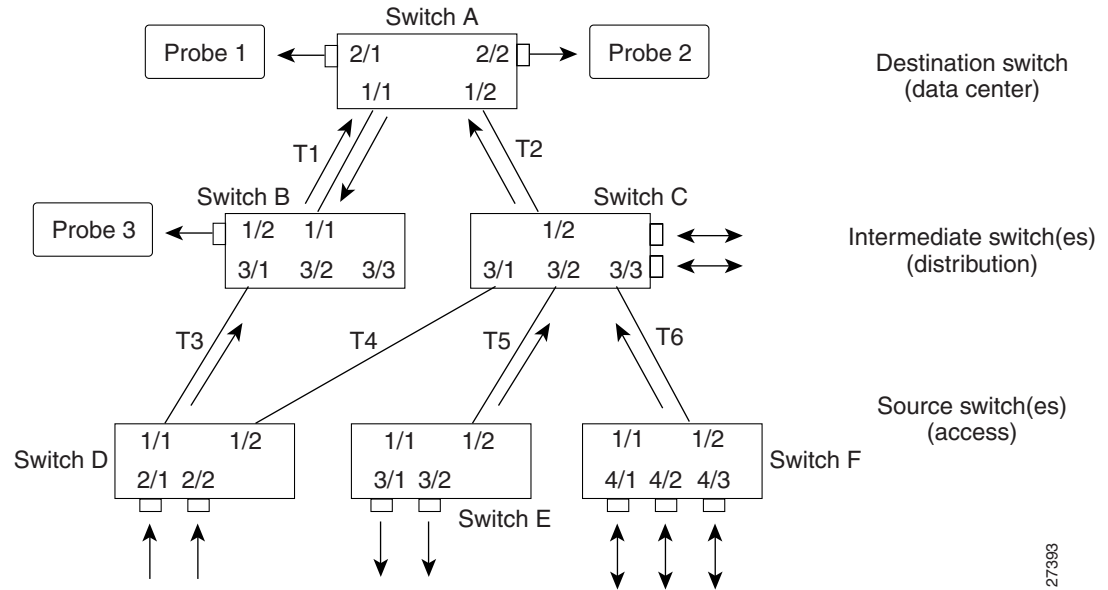 Switch A
Probe 1
2/1 2/2
Probe 2
Destination switch
(data center)
1/1 1/2
T1
T2
Switch B
Switch C
Probe 3
1/2 1/1
1/2
Intermediate switch(es)
(distribution)
3/1 3/2 3/3
3/1 3/2 3/3
T3
T4
T5
T6
Source switch(es)
(access)
Switch D
1/1 1/2
2/1 2/2
1/1 1/2
3/1 3/2
Switch E
1/1 1/2
4/1 4/2 4/3
Switch F
27393